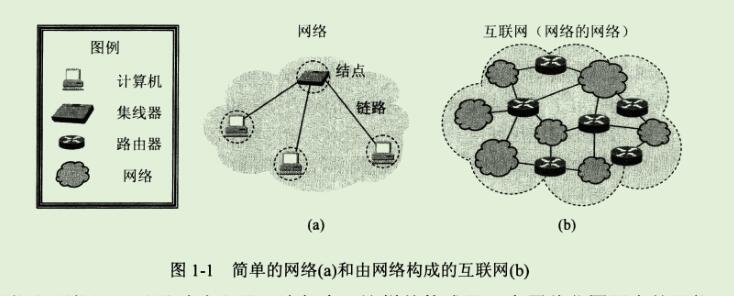 图例
计算机
集线器
路由器
网络
网络
结点
链路
(a)
互联网（网络的网络）
(b)
图 1-1 简单的网络(a)和由网络构成的互联网(b)